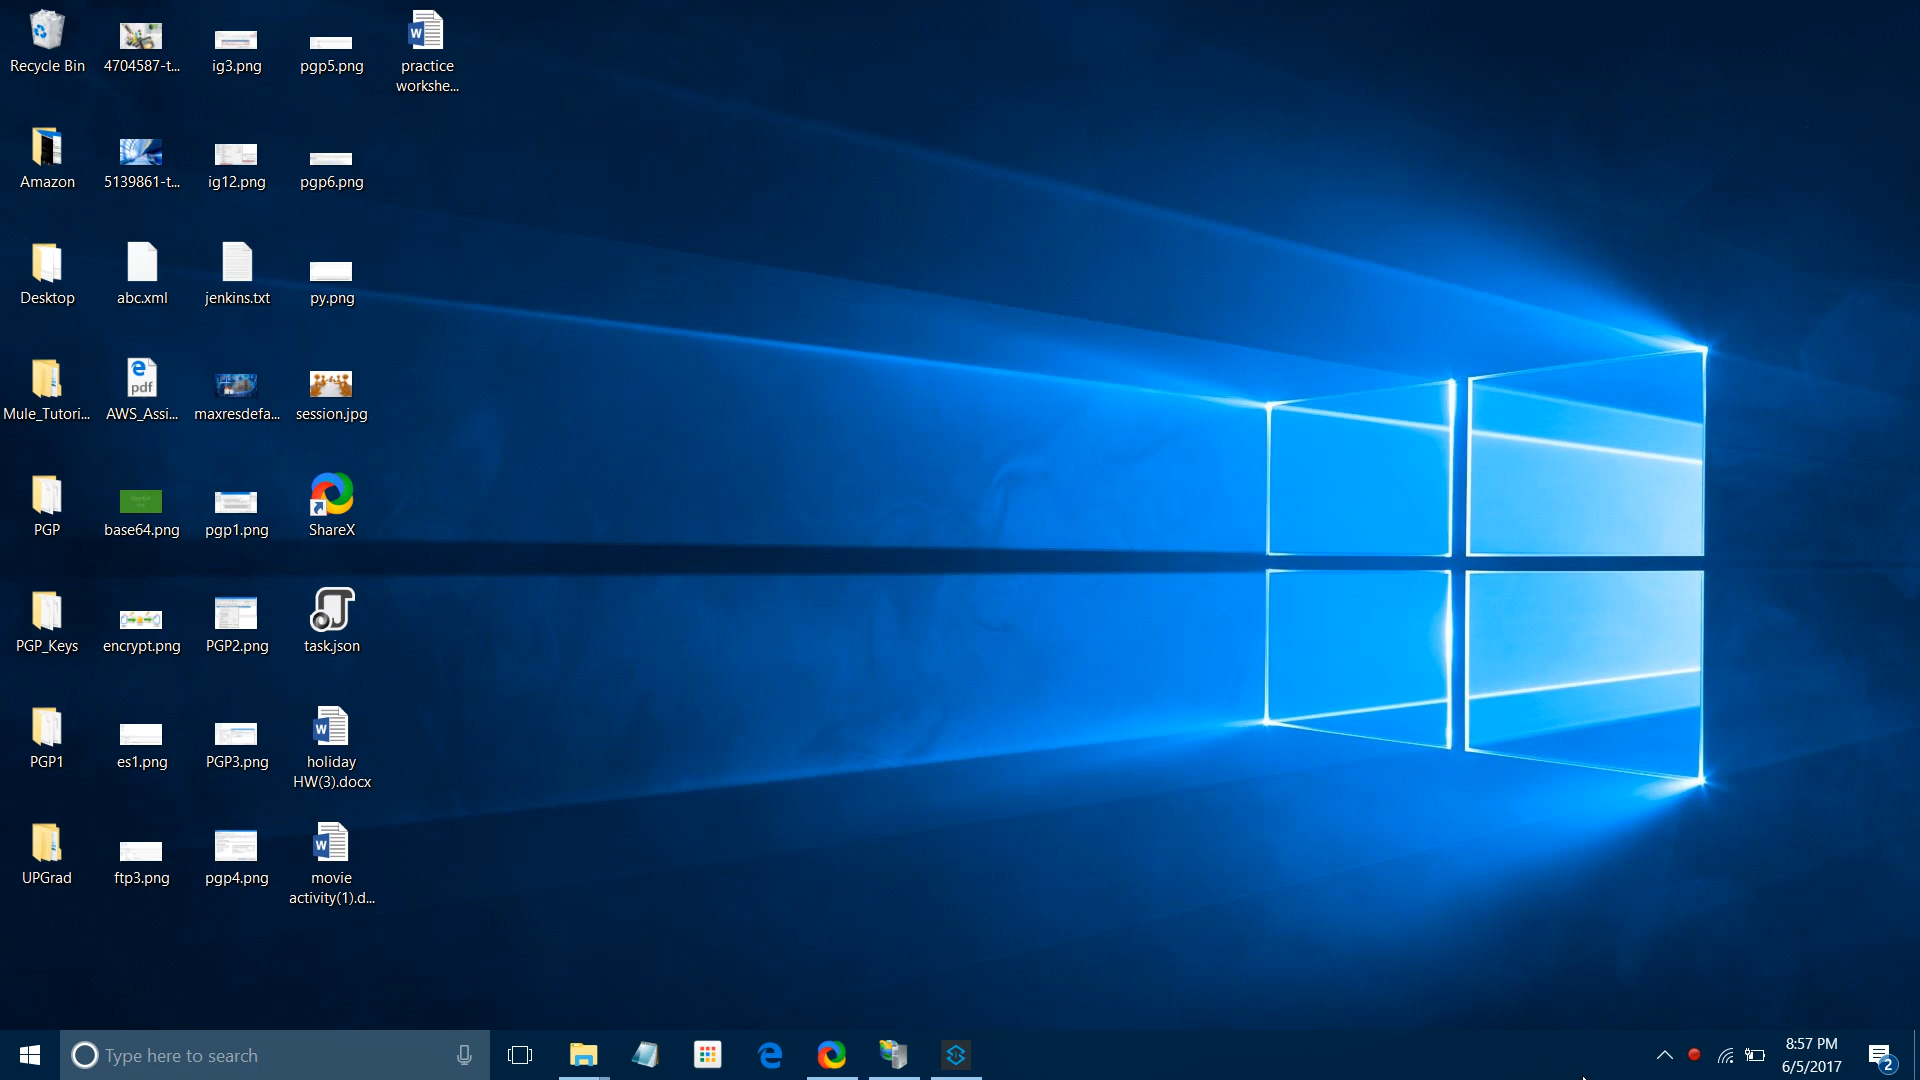 Recycle Bin
4704587-t...
ig3.png
pgp5.png
practice
workshe...
Amazon
5139861-t...
ig12.png
pgp6.png
Desktop
abc.xml
jenkins.txt
py.png
Mule_Tutori...
pdf
AWS_Assi...
maxresdefa...
session.jpg
PGP
base64.png
pgp1.png
ShareX
PGP_Keys
encrypt.png
PGP2.png
task.json
PGP1
es1.png
PGP3.png
holiday
HW(3).docx
UPGrad
ftp3.png
pgp4.png
movie
activity(1).d...
Type here to search
8:57 PM
6/5/2017
2